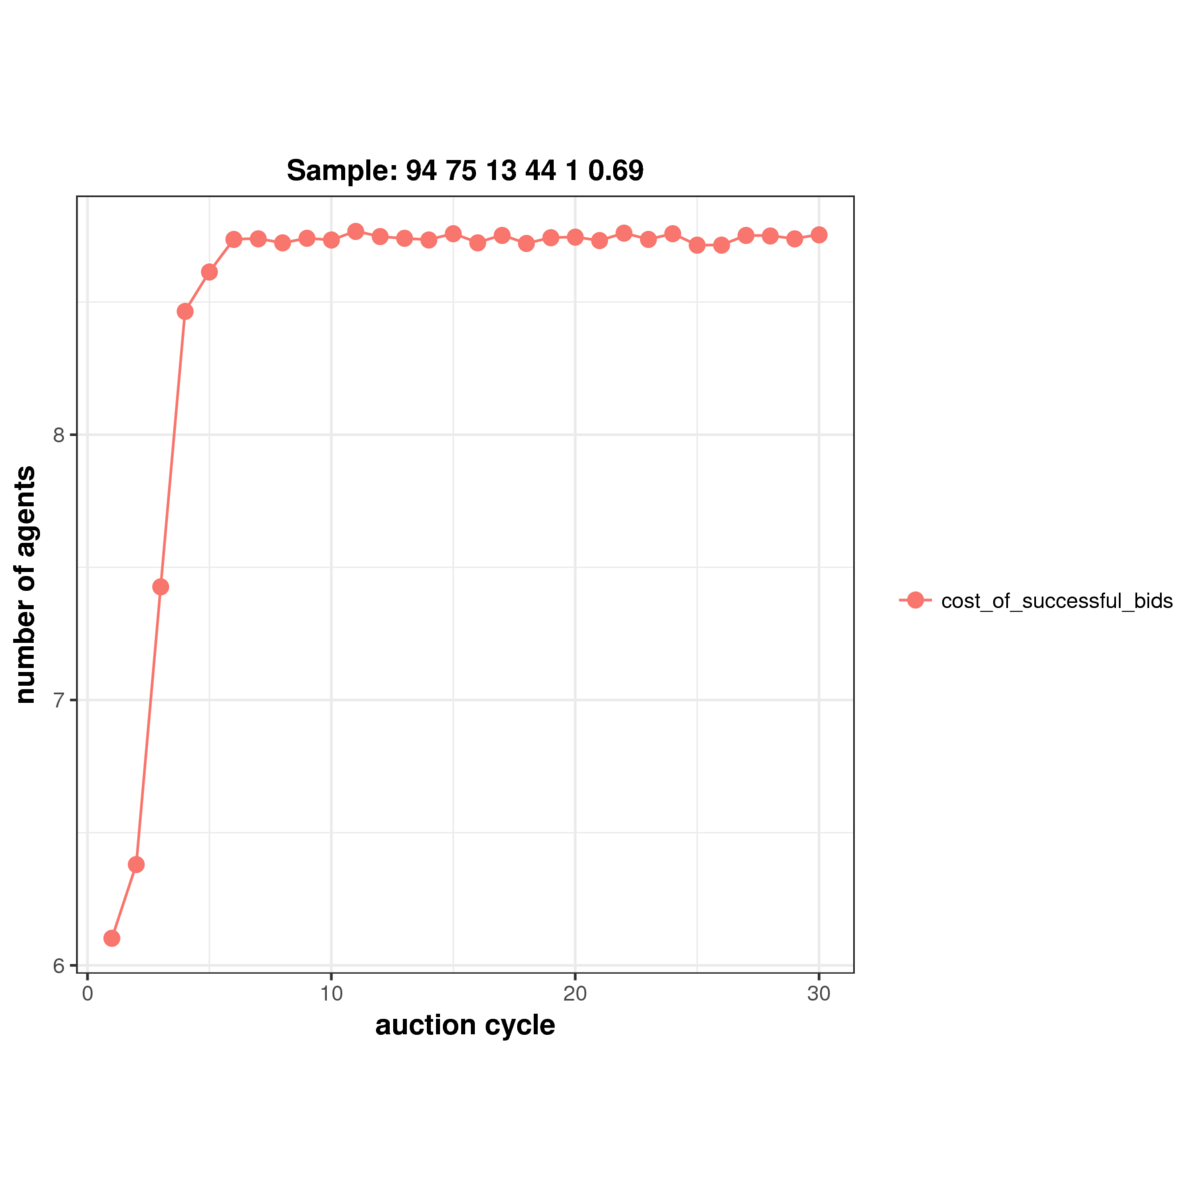 Sample: 94 75 13 44 1 0.69
8
7
6
number of agents
0 10 20 30
auction cycle
cost_of_successful_bids